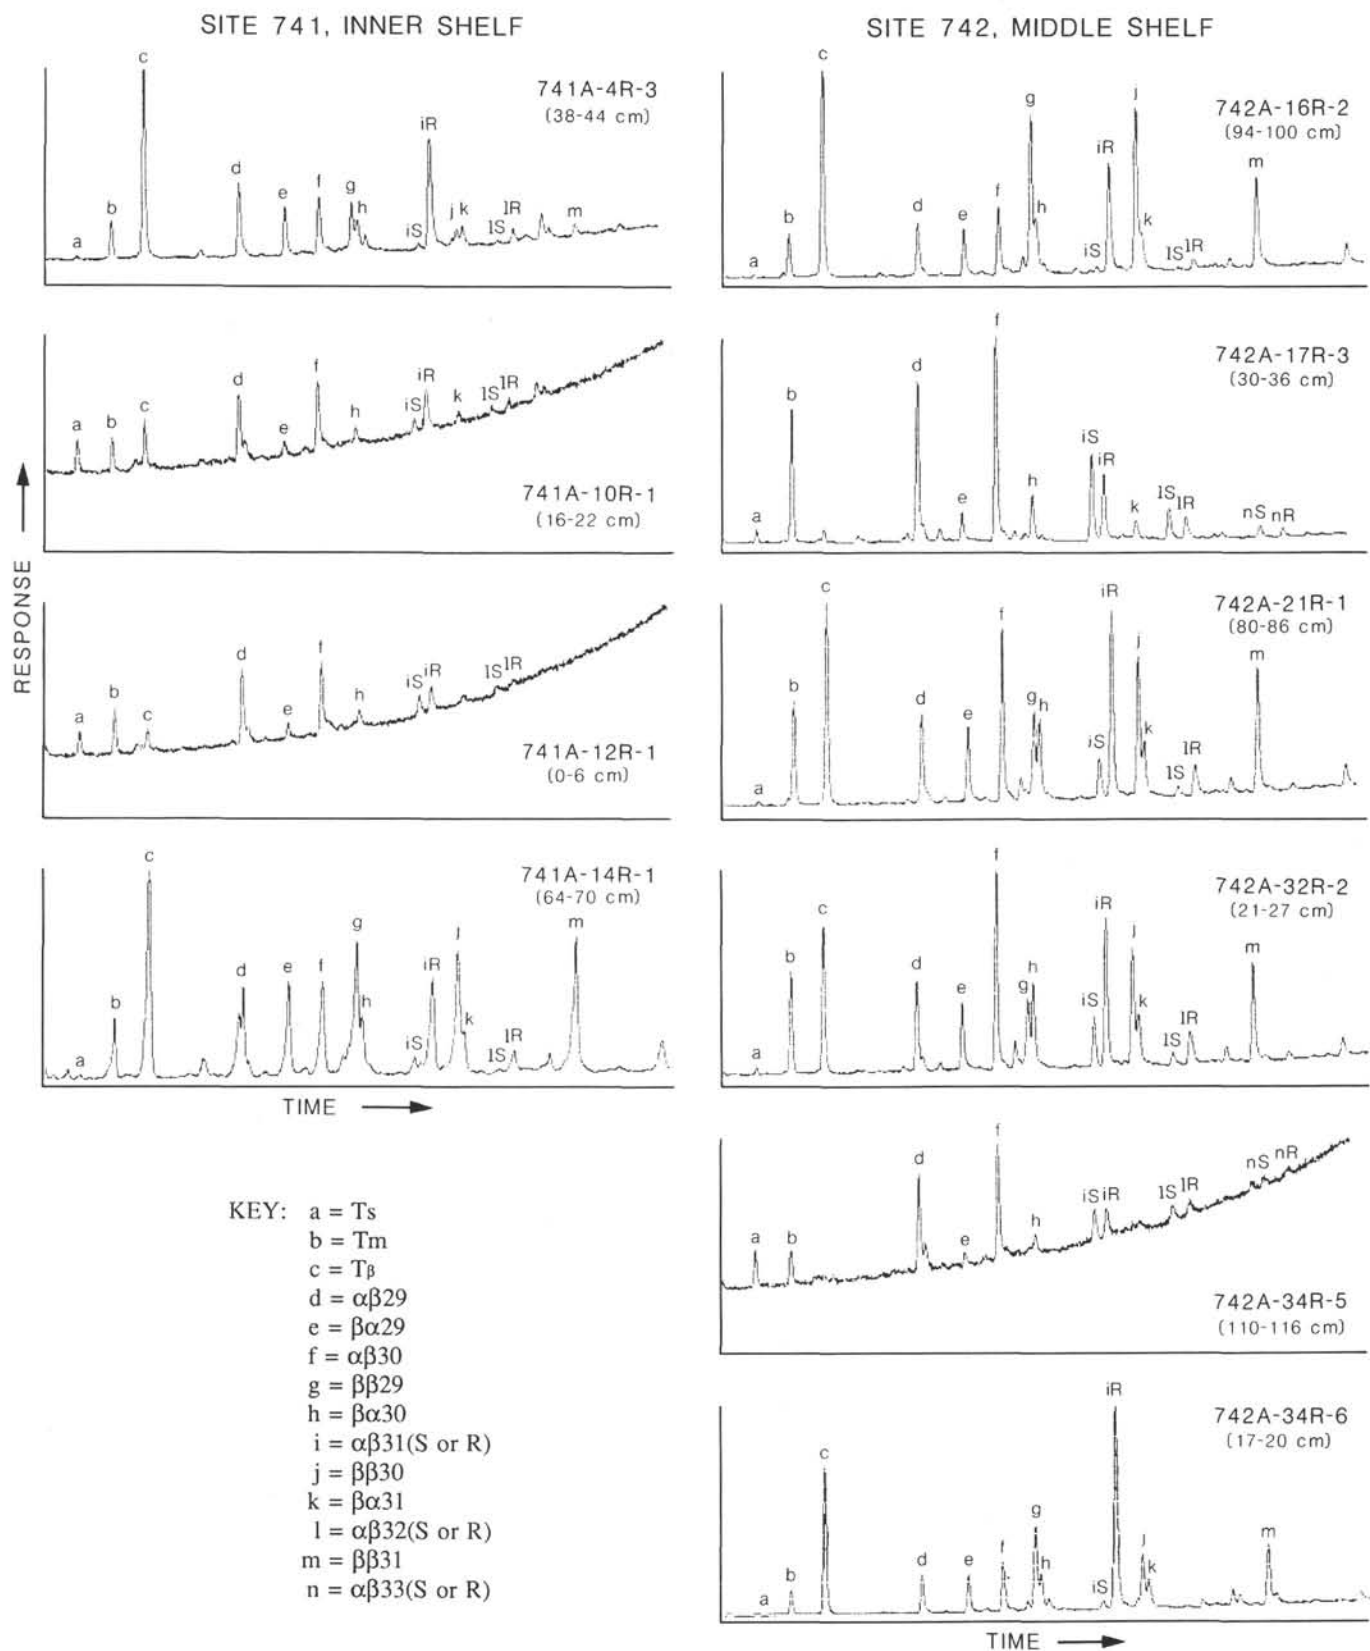 SITE 741, INNER SHELF
c
741A-4R-3
(38-44 cm)
b
a
d
e
f
g
h
iS
iR
j
k
lS
lR
m
741A-10R-1
(16-22 cm)
a
b
c
d
e
f
h
iS
iR
k
lS
lR
741A-12R-1
(0-6 cm)
a
b
c
d
e
f
h
iS
iR
lS
lR
741A-14R-1
(64-70 cm)
a
b
c
d
e
f
g
h
iS
iR
j
k
lS
lR
m
RESPONSE
TIME
KEY: a = Ts
b = Tm
c = Tβ
d = αβ29
e = βα29
f = αβ30
g = ββ29
h = βα30
i = αβ31(S or R)
j = ββ30
k = βα31
l = αβ32(S or R)
m = ββ31
n = αβ33(S or R)
SITE 742, MIDDLE SHELF
742A-16R-2
(94-100 cm)
a
b
c
d
e
f
g
h
iS
iR
j
k
lS
lR
m
742A-17R-3
(30-36 cm)
a
b
d
e
f
h
iS
iR
k
lS
lR
nS
nR
742A-21R-1
(80-86 cm)
a
b
c
d
e
f
g
h
iS
iR
j
k
lS
lR
m
742A-32R-2
(21-27 cm)
a
b
c
d
e
f
g
h
iS
iR
j
k
lS
lR
m
742A-34R-5
(110-116 cm)
a
b
d
e
f
h
iS
iR
lS
lR
nS
nR
742A-34R-6
(17-20 cm)
a
b
c
d
e
f
g
h
iS
iR
j
k
m
TIME